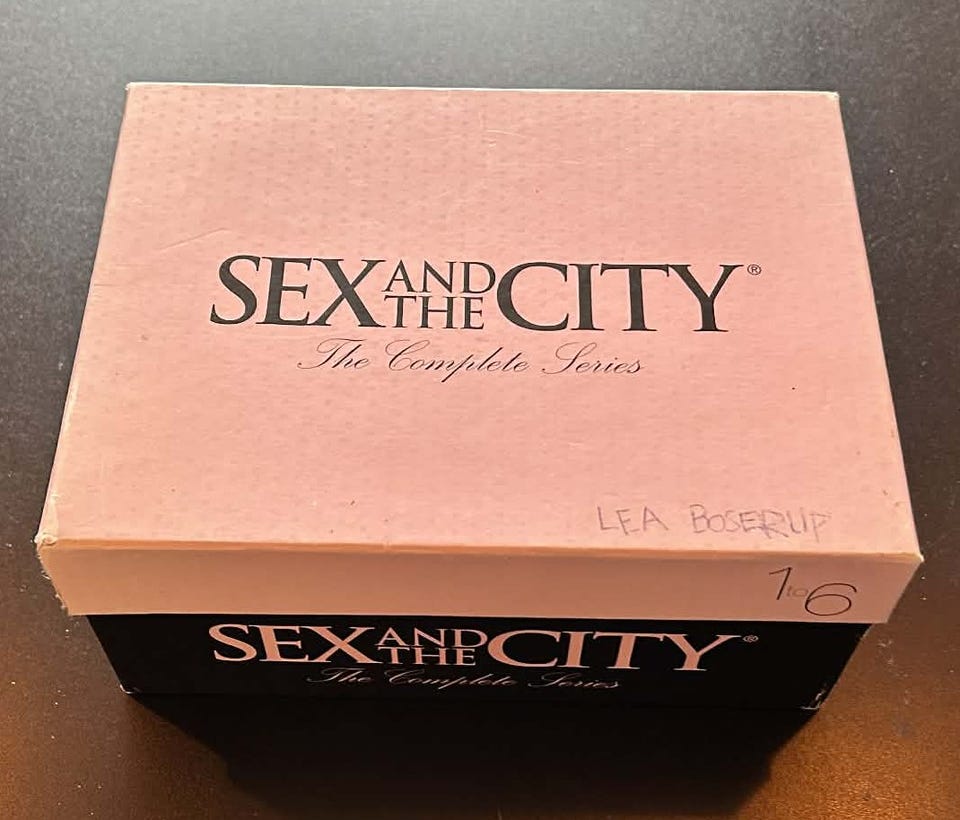 SEX AND THE CITY®
The Complete Series
LEA BOSERUP
1 to 6
SEX AND THE CITY®
The Complete Series